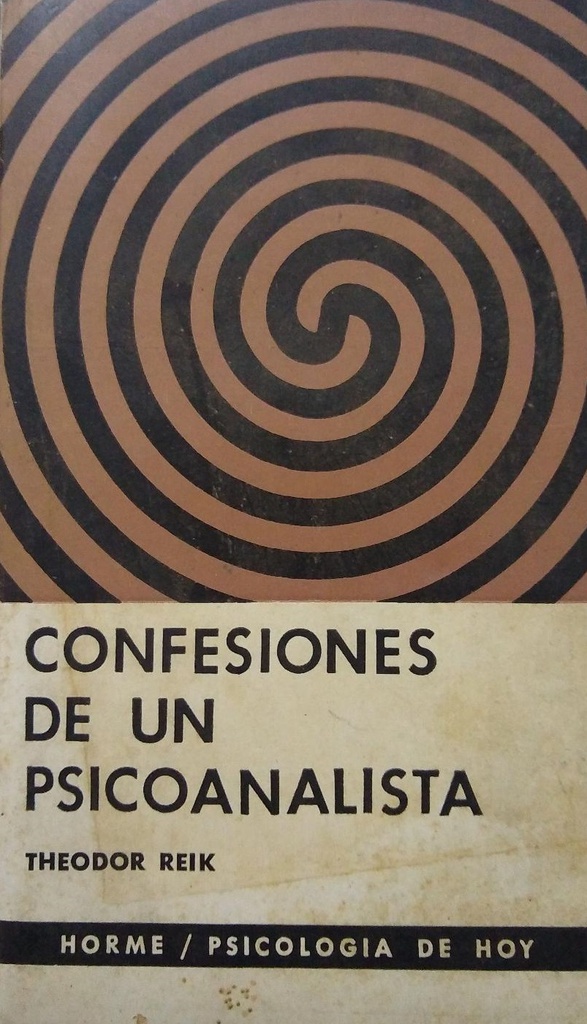 CONFESIONES
DE UN
PSICOANALISTA
THEODOR REIK
HORME / PSICOLOGIA DE HOY